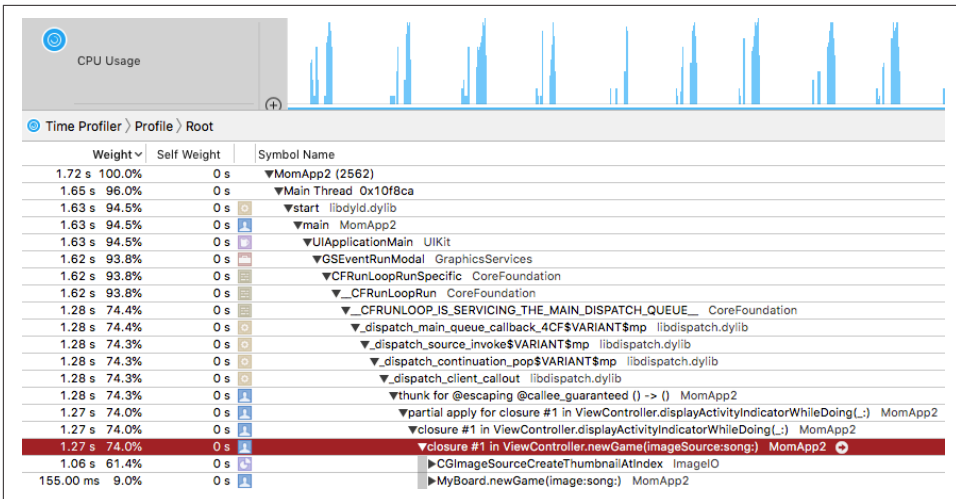 CPU Usage
Time Profiler Profile Root
Weight Self Weight Symbol Name
1.72 s 100.0% 0 s MomApp2 (2562)
1.65 s 96.0% 0 s Main Thread 0x10f8ca
1.63 s 94.5% 0 s start libdyld.dylib
1.63 s 94.5% 0 s main MomApp2
1.63 s 94.5% 0 s UIApplicationMain UIKit
1.62 s 93.8% 0 s GSEventRunModal GraphicsServices
1.62 s 93.8% 0 s CFRunLoopRunSpecific CoreFoundation
1.62 s 93.8% 0 s __CFRunLoopRun CoreFoundation
1.28 s 74.4% 0 s __CFRUNLOOP_IS_SERVICING_THE_MAIN_DISPATCH_QUEUE__ CoreFoundation
1.28 s 74.4% 0 s _dispatch_main_queue_callback_4CF$VARIANT$mp libdispatch.dylib
1.28 s 74.3% 0 s _dispatch_source_invoke$VARIANT$mp libdispatch.dylib
1.28 s 74.3% 0 s _dispatch_continuation_pop$VARIANT$mp libdispatch.dylib
1.28 s 74.3% 0 s _dispatch_client_callout libdispatch.dylib
1.28 s 74.3% 0 s thunk for @escaping @callee_guaranteed () -> () MomApp2
1.27 s 74.0% 0 s partial apply for closure #1 in ViewController.displayActivityIndicatorWhileDoing(_:) MomApp2
1.27 s 74.0% 0 s closure #1 in ViewController.displayActivityIndicatorWhileDoing(_:) MomApp2
1.27 s 74.0% 0 s closure #1 in ViewController.newGame(imageSource:song:) MomApp2
1.06 s 61.4% 0 s CGImageSourceCreateThumbnailAtIndex ImageIO
155.00 ms 9.0% 0 s MyBoard.newGame(image:song:) MomApp2